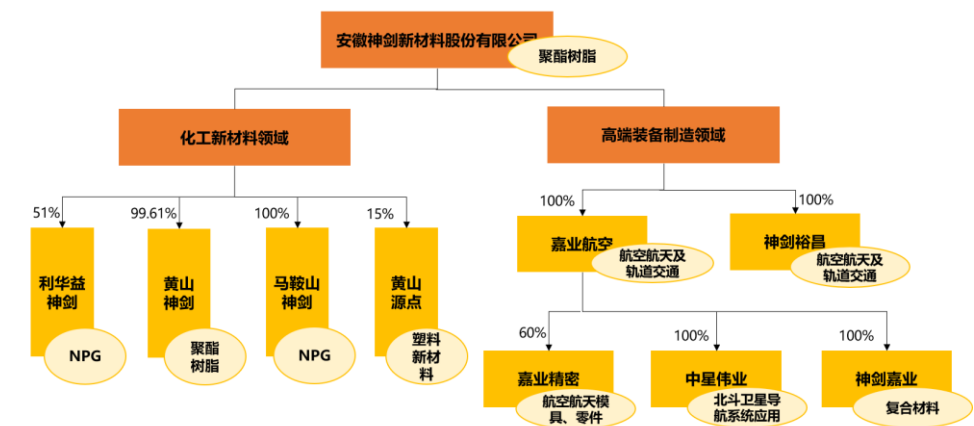 安徽神剑新材料股份有限公司
聚酯树脂
化工新材料领域
高端装备制造领域
51%
99.61%
100%
15%
100%
100%
利华益
神剑
NPG
黄山
神剑
聚酯
树脂
马鞍山
神剑
NPG
黄山
源点
塑料
新材
料
嘉业航空
航空航天及
轨道交通
神剑裕昌
航空航天及
轨道交通
60%
100%
100%
嘉业精密
航空航天模
具、零件
中星伟业
北斗卫星导
航系统应用
神剑嘉业
复合材料